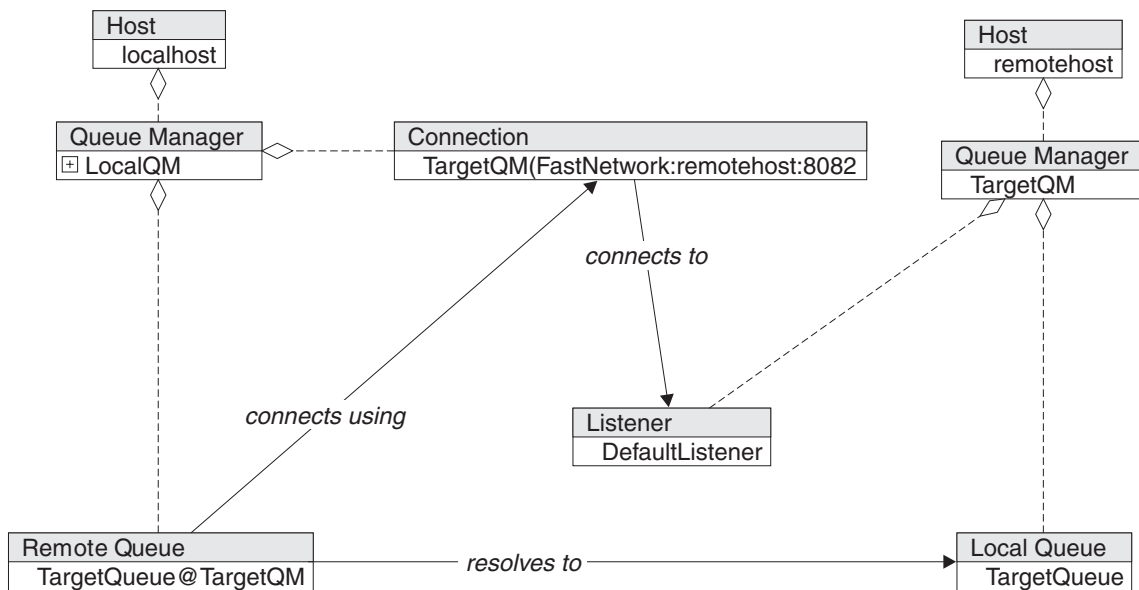 Host
localhost
Host
remotehost
Queue Manager
LocalQM
Connection
TargetQM(FastNetwork:remotehost:8082
Queue Manager
TargetQM
connects to
connects using
Listener
DefaultListener
Remote Queue
TargetQueue@TargetQM
resolves to
Local Queue
TargetQueue